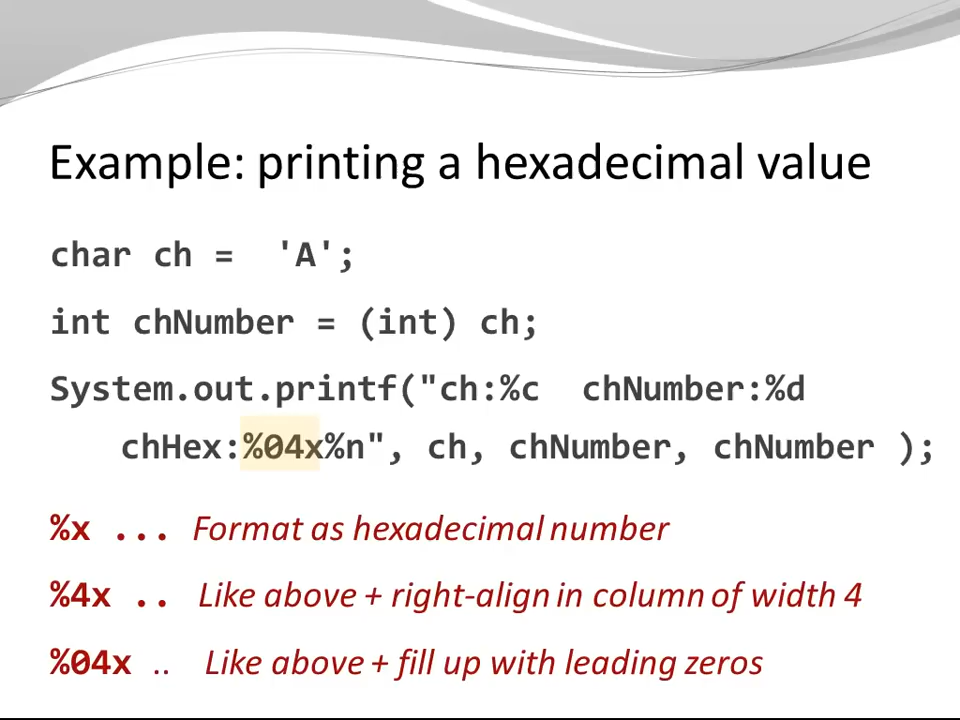 Example: printing a hexadecimal value
char ch =  'A';
int chNumber = (int) ch;
System.out.printf("ch:%c  chNumber:%d
chHex:%04x%n", ch, chNumber, chNumber );
%x ... Format as hexadecimal number
%4x .. Like above + right-align in column of width 4
%04x .. Like above + fill up with leading zeros